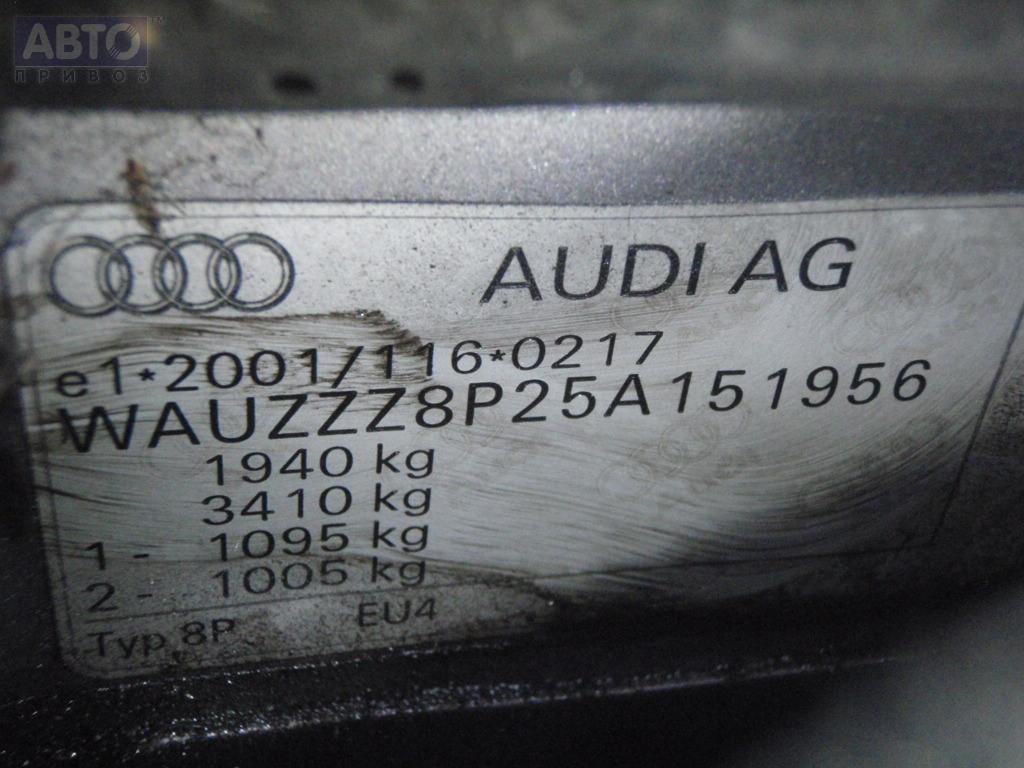 АВТО™
ПРИВОЗ
AUDI AG
e1*2001/116*0217
WAUZZZ8P25A151956
1940 kg
3410 kg
1 - 1095 kg
2 - 1005 kg
Typ 8P EU4